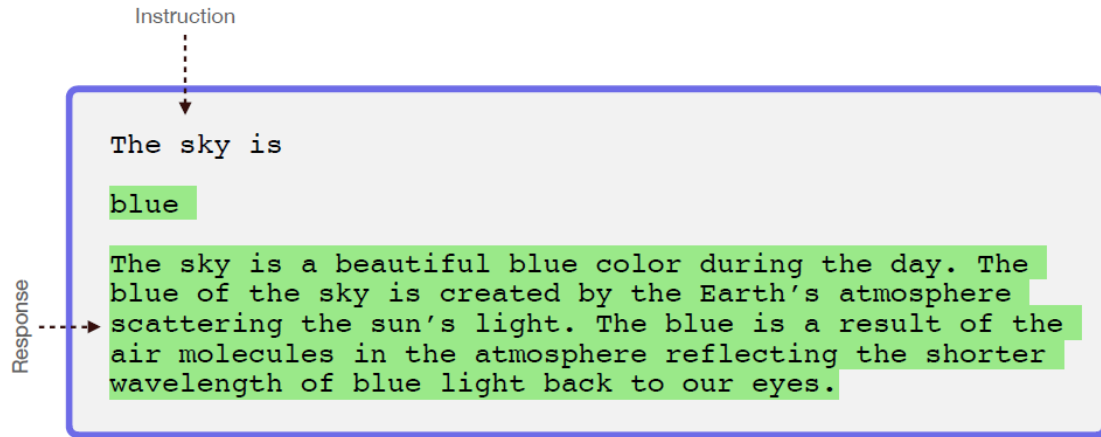 Instruction
The sky is
blue
The sky is a beautiful blue color during the day. The
blue of the sky is created by the Earth’s atmosphere
Response
scattering the sun’s light. The blue is a result of the
air molecules in the atmosphere reflecting the shorter
wavelength of blue light back to our eyes.